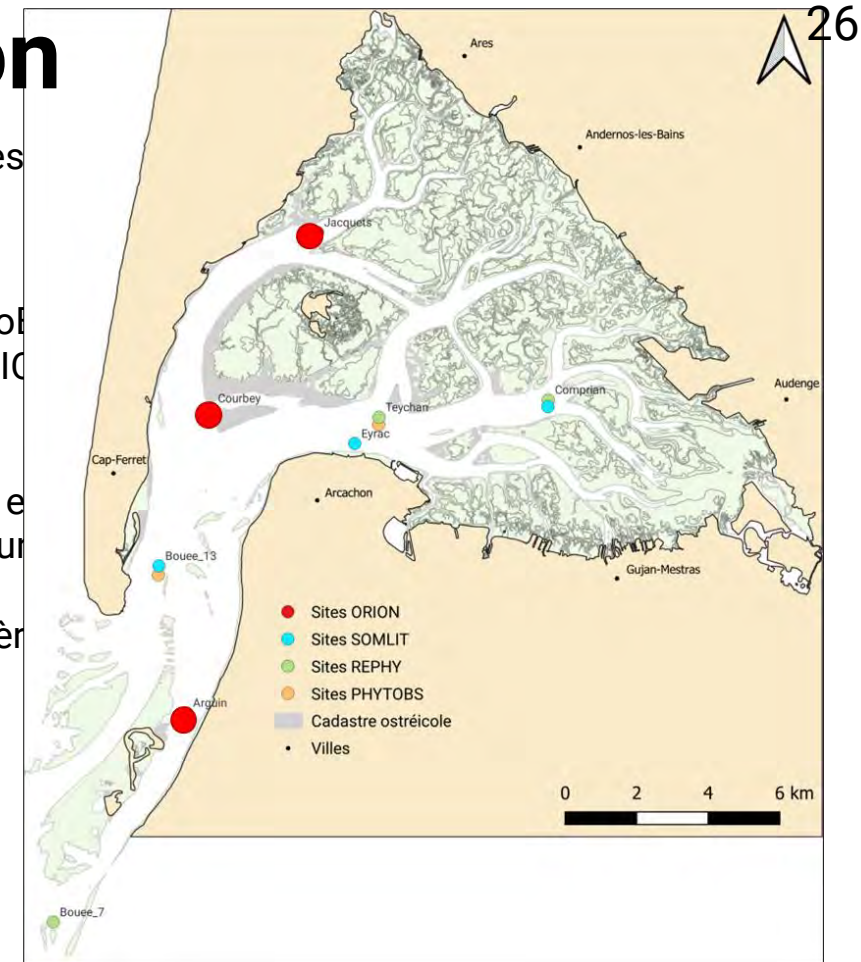 on
26
es
Ares
Andernos-les-Bains
Jacquets
Comprian
Audenge
Courbey
Teychan
Eyrac
Cap-Ferret
Arcachon
Bouee_13
Gujan-Mestras
Sites ORION
Sites SOMLIT
Sites REPHY
Sites PHYTOBS
Arguin
Cadastre ostréicole
Villes
0 2 4 6 km
Bouee_7